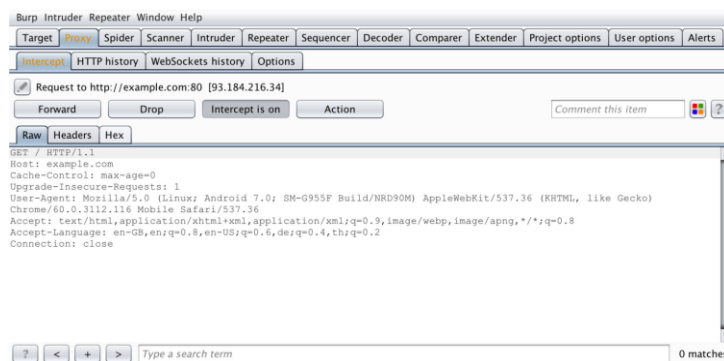 Burp Intruder Repeater Window Help
Target Proxy Spider Scanner Intruder Repeater Sequencer Decoder Comparer Extender Project options User options Alerts
Intercept HTTP history WebSockets history Options
Request to http://example.com:80 [93.184.216.34]
Forward Drop Intercept is on Action Comment this item ?
Raw Headers Hex
GET / HTTP/1.1
Host: example.com
Cache-Control: max-age=0
Upgrade-Insecure-Requests: 1
User-Agent: Mozilla/5.0 (Linux; Android 7.0; SM-G955F Build/NRD90M) AppleWebKit/537.36 (KHTML, like Gecko)
Chrome/60.0.3112.116 Mobile Safari/537.36
Accept: text/html,application/xhtml+xml,application/xml;q=0.9,image/webp,image/apng,*/*;q=0.8
Accept-Language: en-GB,en;q=0.8,en-US;q=0.6,de;q=0.4,th;q=0.2
Connection: close
? < + > Type a search term 0 matche